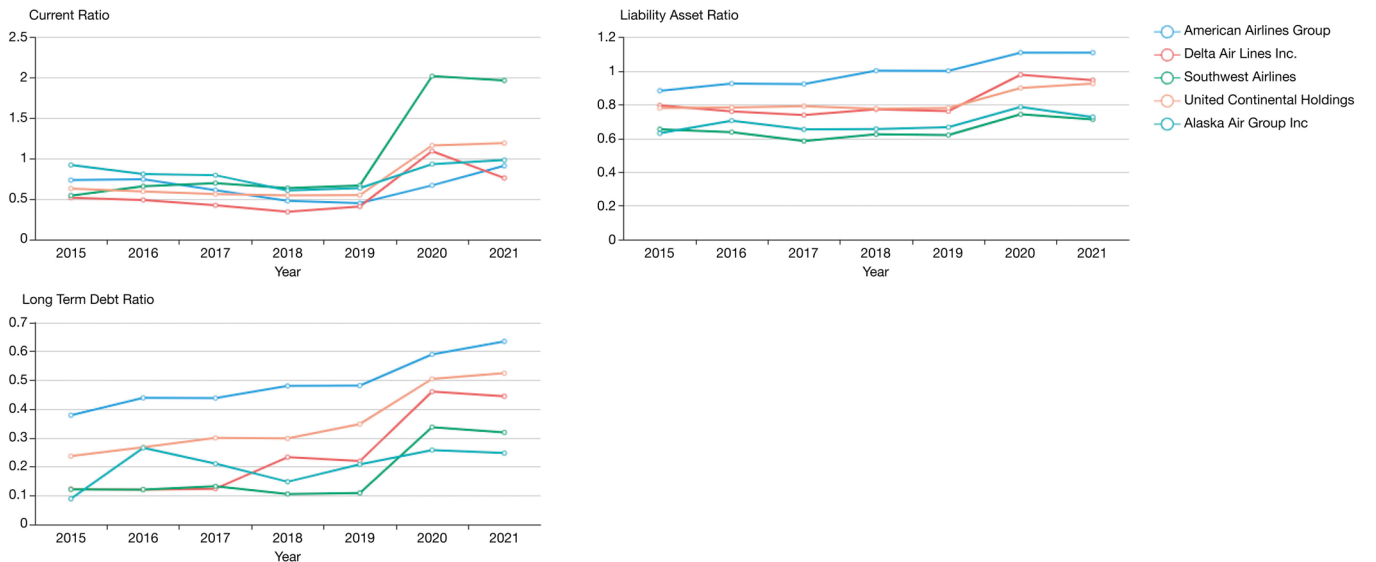 Current Ratio
2.5
2
1.5
1
0.5
0
2015 2016 2017 2018 2019 2020 2021
Year
Liability Asset Ratio
1.2
1
0.8
0.6
0.4
0.2
0
2015 2016 2017 2018 2019 2020 2021
Year
American Airlines Group
Delta Air Lines Inc.
Southwest Airlines
United Continental Holdings
Alaska Air Group Inc
Long Term Debt Ratio
0.7
0.6
0.5
0.4
0.3
0.2
0.1
0
2015 2016 2017 2018 2019 2020 2021
Year